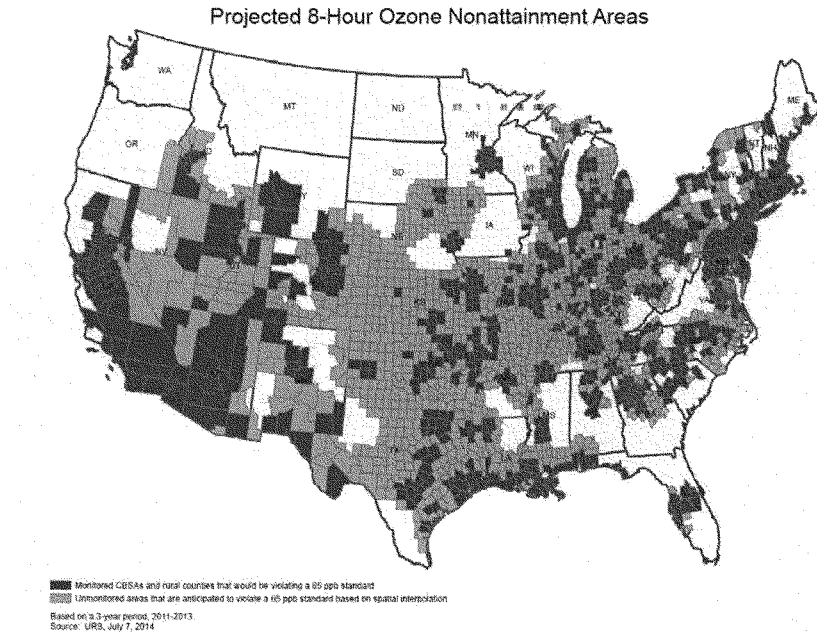 Projected 8-Hour Ozone Nonattainment Areas
WA
MT
ND
ME
MN
OR
WI
SD
IA
Monitored CBSAs and rural counties that would be violating a 65 ppb standard
Unmonitored areas that are anticipated to violate a 65 ppb standard based on spatial interpolation
Based on a 3-year period, 2011-2013.
Source: URS, July 7, 2014